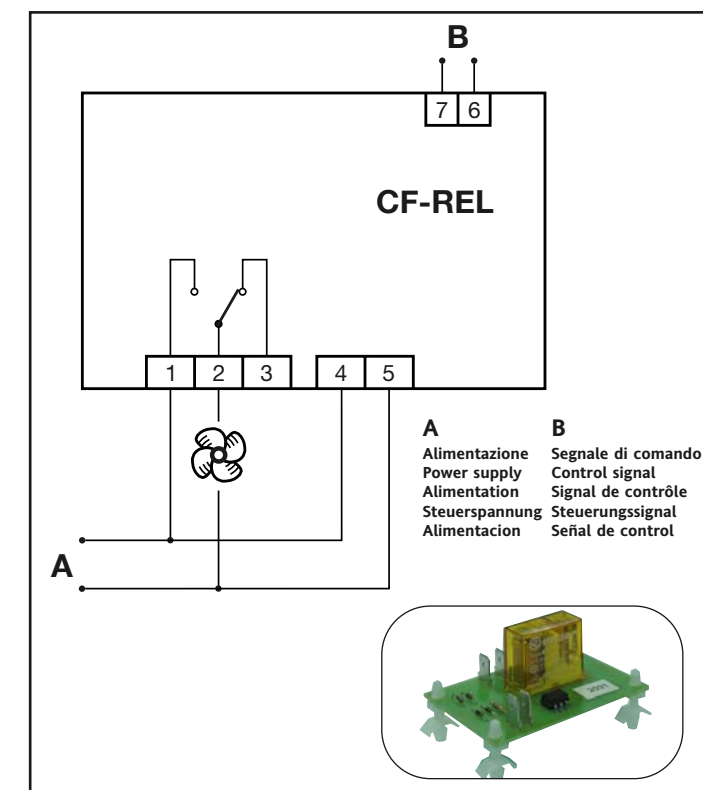 B
7 6
CF-REL
1 2 3 4 5
A B
Alimentazione Segnale di comando
Power supply Control signal
Alimentation Signal de contrôle
Steuerspannung Steuerungssignal
Alimentacion Señal de control
A